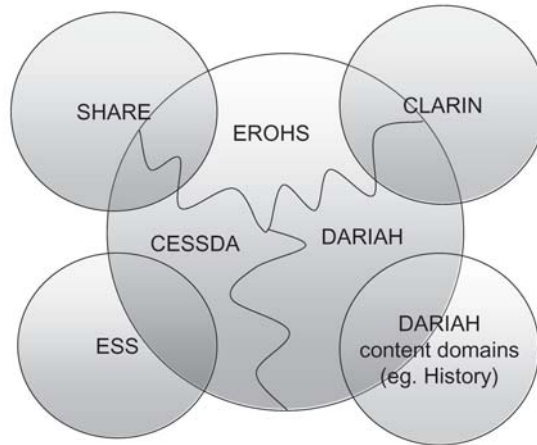 SHARE
CLARIN
EROHS
CESSDA
DARIAH
ESS
DARIAH
content domains
(eg. History)